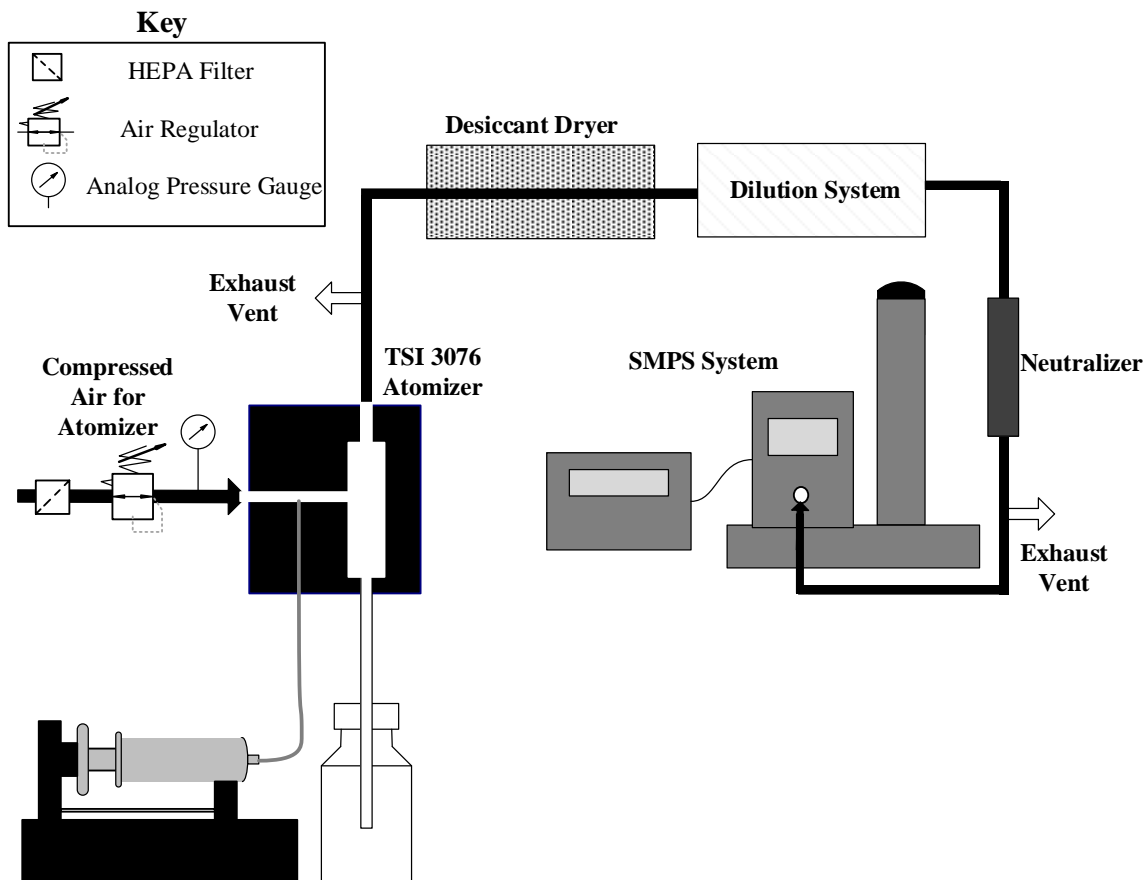 Key
HEPA Filter
Air Regulator
Analog Pressure Gauge
Desiccant Dryer
Dilution System
Exhaust
Vent
TSI 3076
Atomizer
SMPS System
Neutralizer
Compressed
Air for
Atomizer
Exhaust
Vent